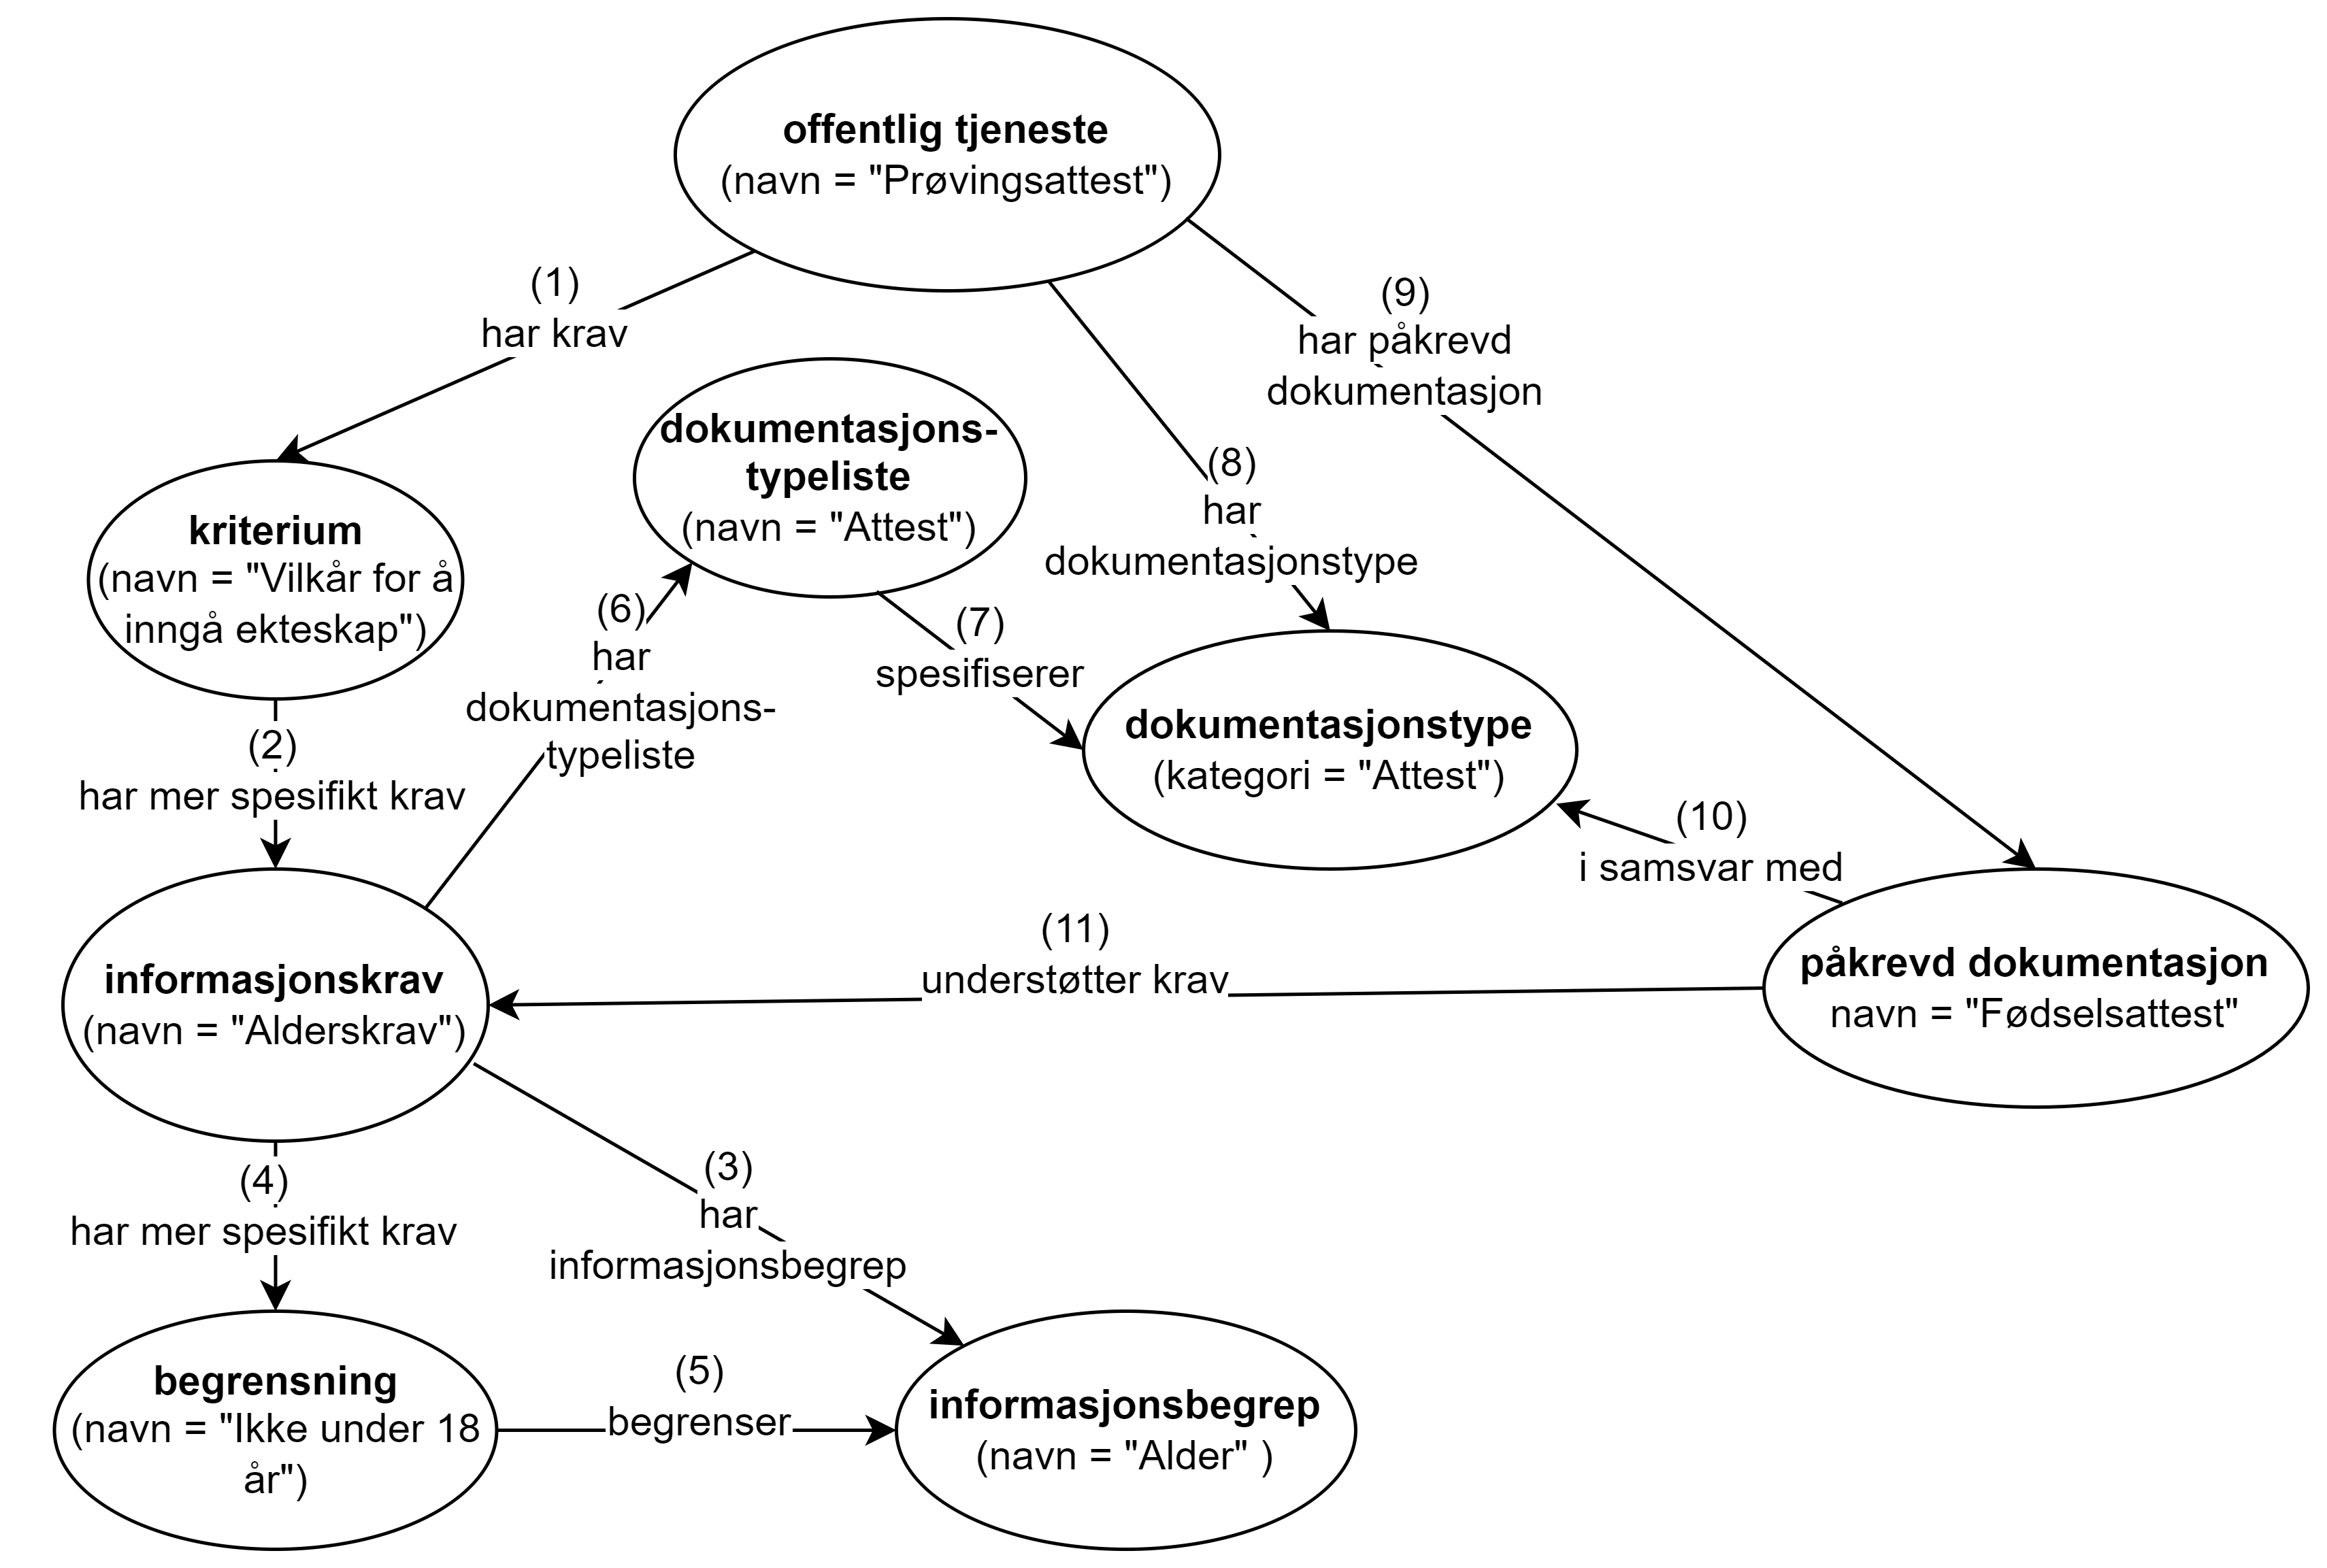 offentlig tjeneste
(navn = "Prøvingsattest")
(1)
har krav
(9)
har påkrevd
dokumentasjon
dokumentasjons-
typeliste
(navn = "Attest")
(8)
har
dokumentasjonstype
kriterium
(navn = "Vilkår for å
inngå ekteskap")
(6)
har
dokumentasjons-
typeliste
(7)
spesifiserer
dokumentasjonstype
(kategori = "Attest")
(2)
har mer spesifikt krav
(10)
i samsvar med
(11)
understøtter krav
informasjonskrav
(navn = "Alderskrav")
påkrevd dokumentasjon
navn = "Fødselsattest"
(4)
har mer spesifikt krav
(3)
har
informasjonsbegrep
begrensning
(navn = "Ikke under 18
år")
(5)
begrenser
informasjonsbegrep
(navn = "Alder" )